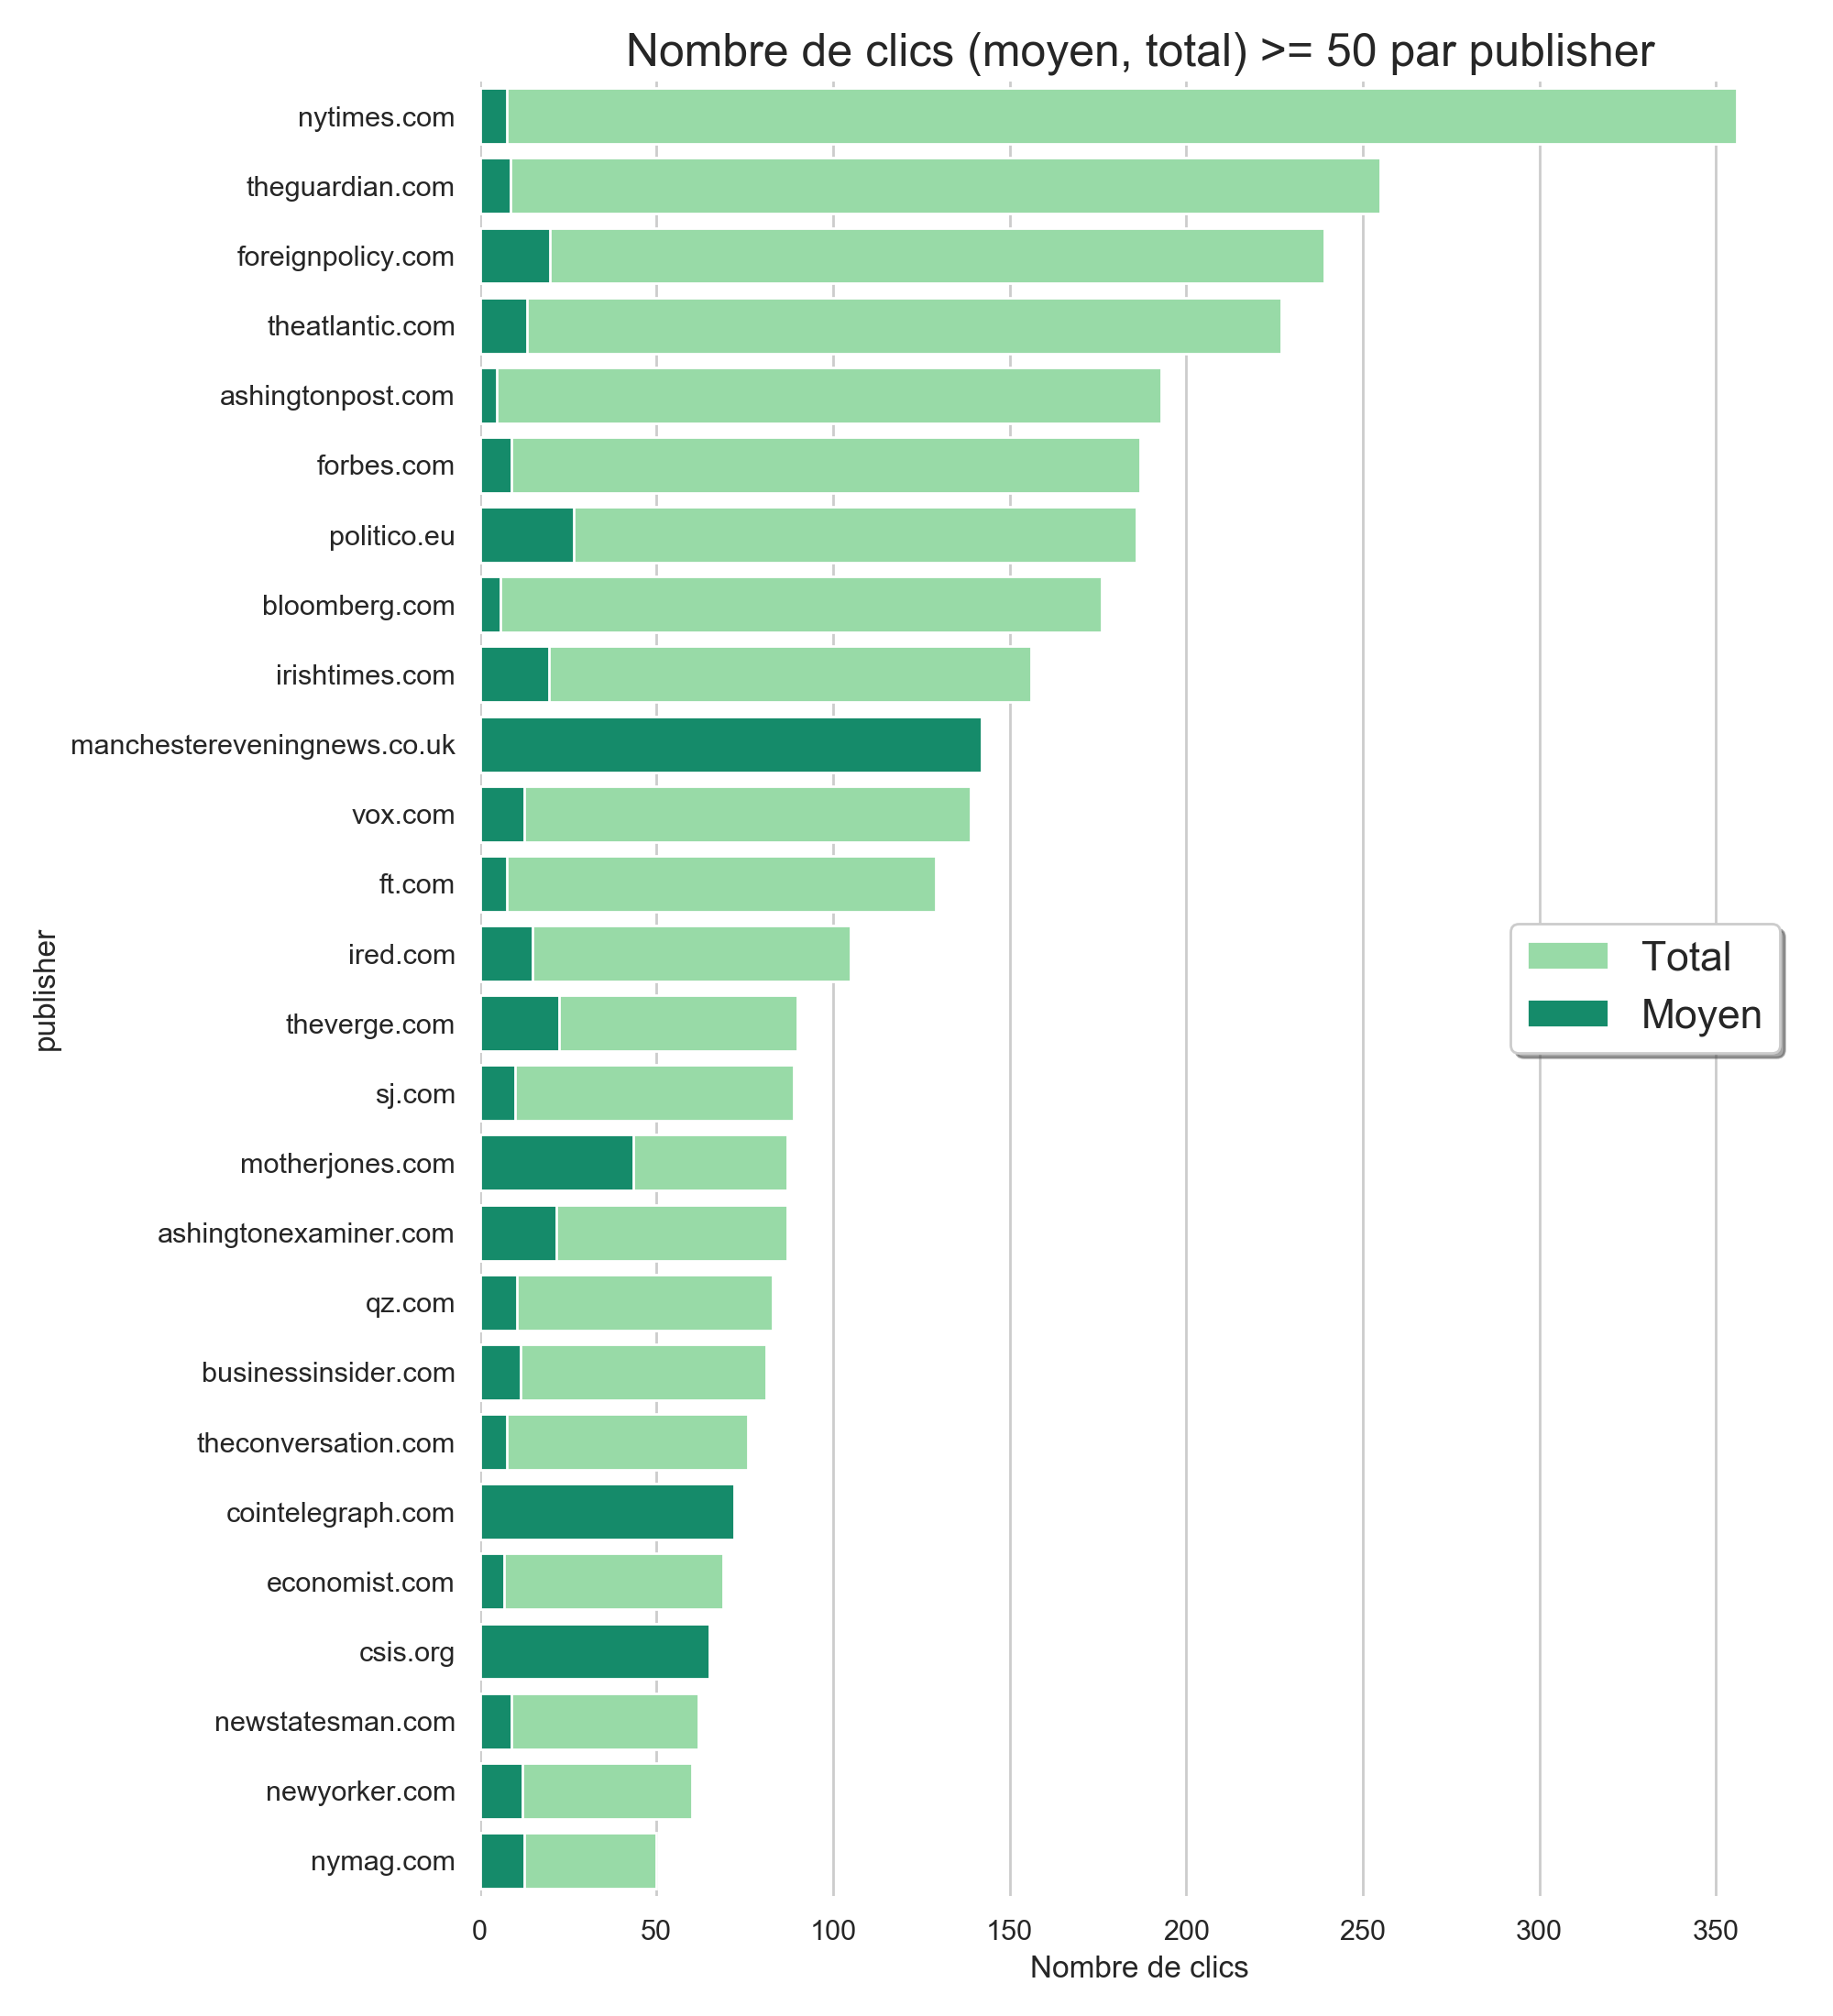 Nombre de clics (moyen, total) >= 50 par publisher
nytimes.com
theguardian.com
foreignpolicy.com
theatlantic.com
ashingtonpost.com
forbes.com
politico.eu
bloomberg.com
irishtimes.com
manchestereveningnews.co.uk
vox.com
ft.com
ired.com
theverge.com
sj.com
motherjones.com
ashingtonexaminer.com
qz.com
businessinsider.com
theconversation.com
cointelegraph.com
economist.com
csis.org
newstatesman.com
newyorker.com
nymag.com
publisher
Total
Moyen
0 50 100 150 200 250 300 350
Nombre de clics